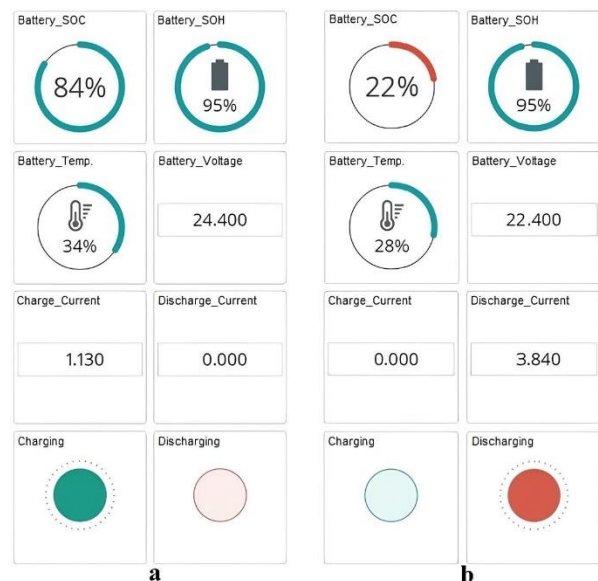 Battery_SOC
84%
Battery_SOH
95%
Battery_Temp.
34%
Battery_Voltage
24.400
Charge_Current
1.130
Discharge_Current
0.000
Charging
Discharging
a
Battery_SOC
22%
Battery_SOH
95%
Battery_Temp.
28%
Battery_Voltage
22.400
Charge_Current
0.000
Discharge_Current
3.840
Charging
Discharging
b